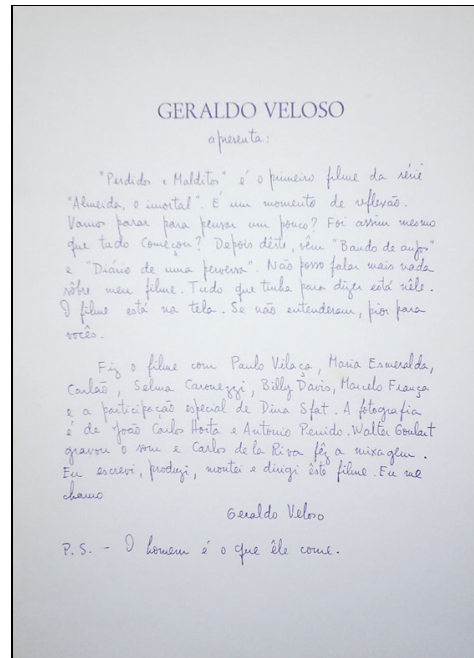 GERALDO VELOSO
apresenta:
"Perdidos e Malditos" é o primeiro filme da série
"Almeida, o imortal". É um momento de reflexão.
Vamos parar para pensar um pouco? Foi assim mesmo
que tudo começou? Depois dêste, vêm "Bando de anjos"
e "Diário de uma perversa". Não posso falar mais nada
sôbre meu filme. Tudo que tinha para dizer está nêle.
O filme está na tela. Se não entenderam, pior para
vocês.
Fiz o filme com Paulo Vilaça, Maria Esmeralda,
Carlão, Selma Caronezzi, Billy Davis, Marcelo França
e a participação especial de Dina Sfat. A fotografia
é de João Carlos Horta e Antonio Penido. Walter Goulart
gravou o som e Carlos de la Riva fêz a mixagem.
Eu escrevi, produzi, montei e dirigi êste filme. Eu me
chamo
Geraldo Veloso
P.S. - O homem é o que êle come.